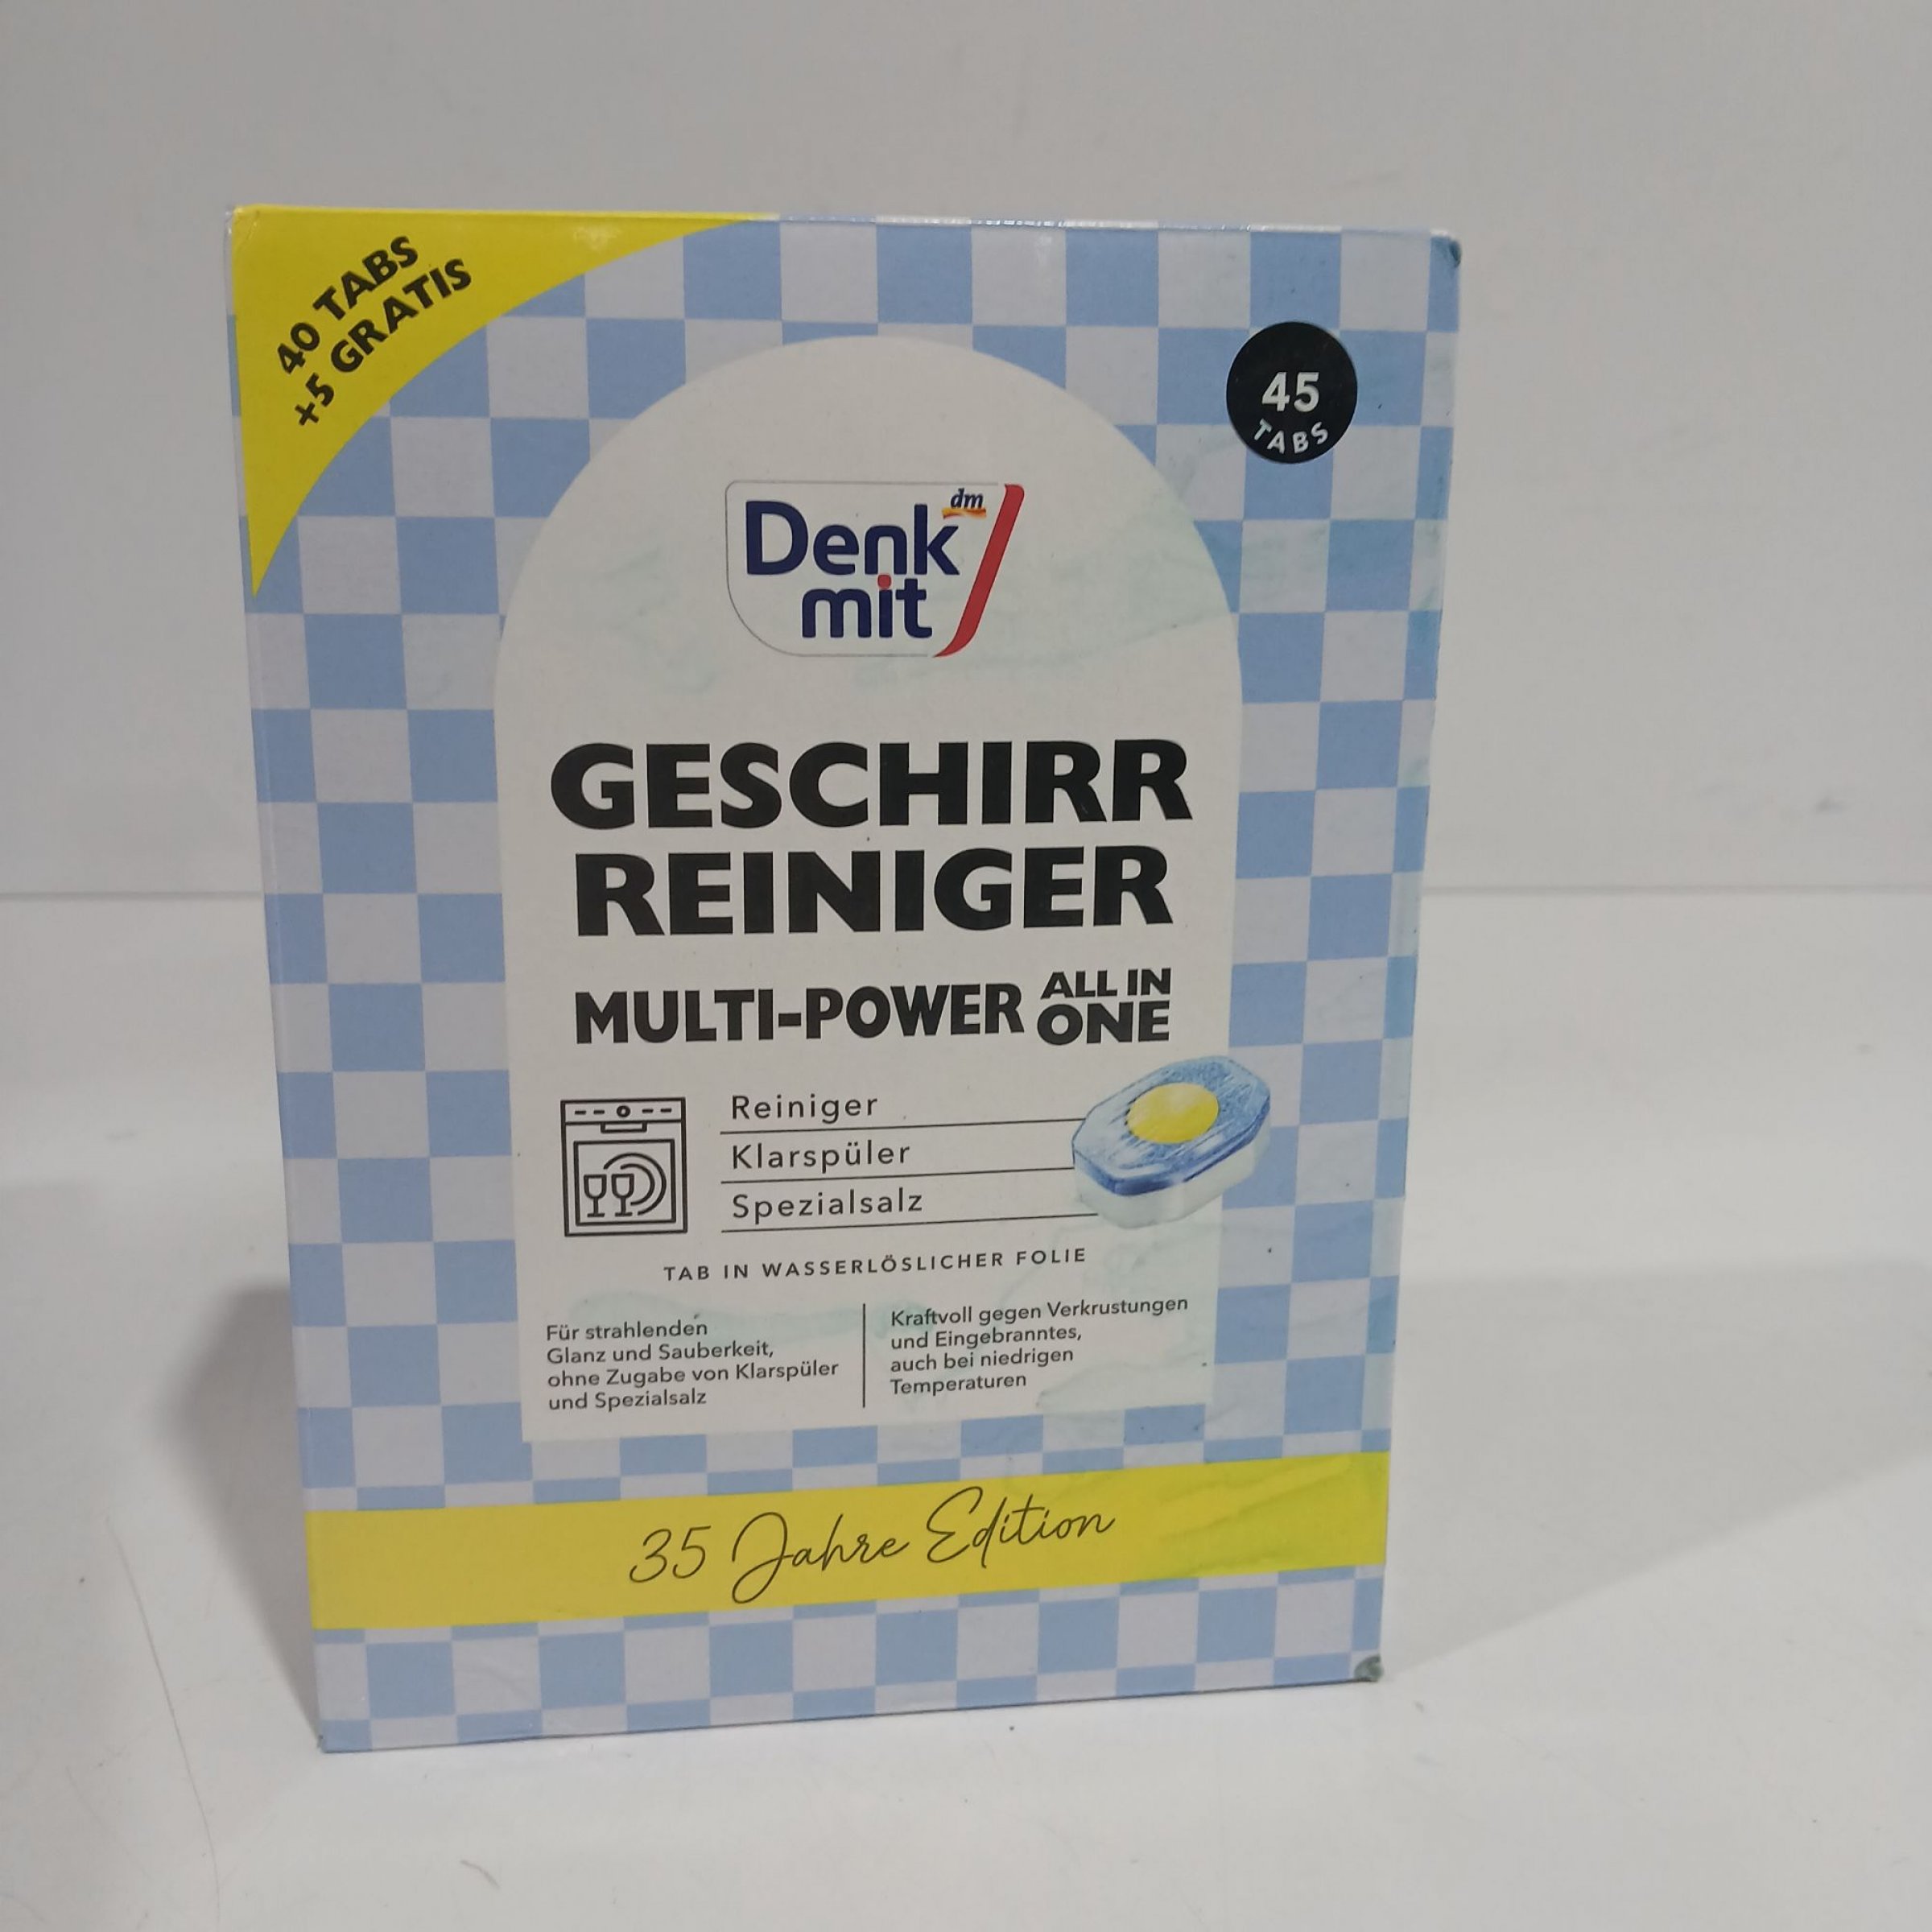 40 TABS
+5 GRATIS
45
TABS
dm
Denk
mit
GESCHIRR
REINIGER
MULTI-POWER ALL IN ONE
Reiniger
Klarspüler
Spezialsalz
TAB IN WASSERLÖSLICHER FOLIE
Für strahlenden
Glanz und Sauberkeit,
ohne Zugabe von Klarspüler
und Spezialsalz
Kraftvoll gegen Verkrustungen
und Eingebranntes,
auch bei niedrigen
Temperaturen
35 Jahre Edition